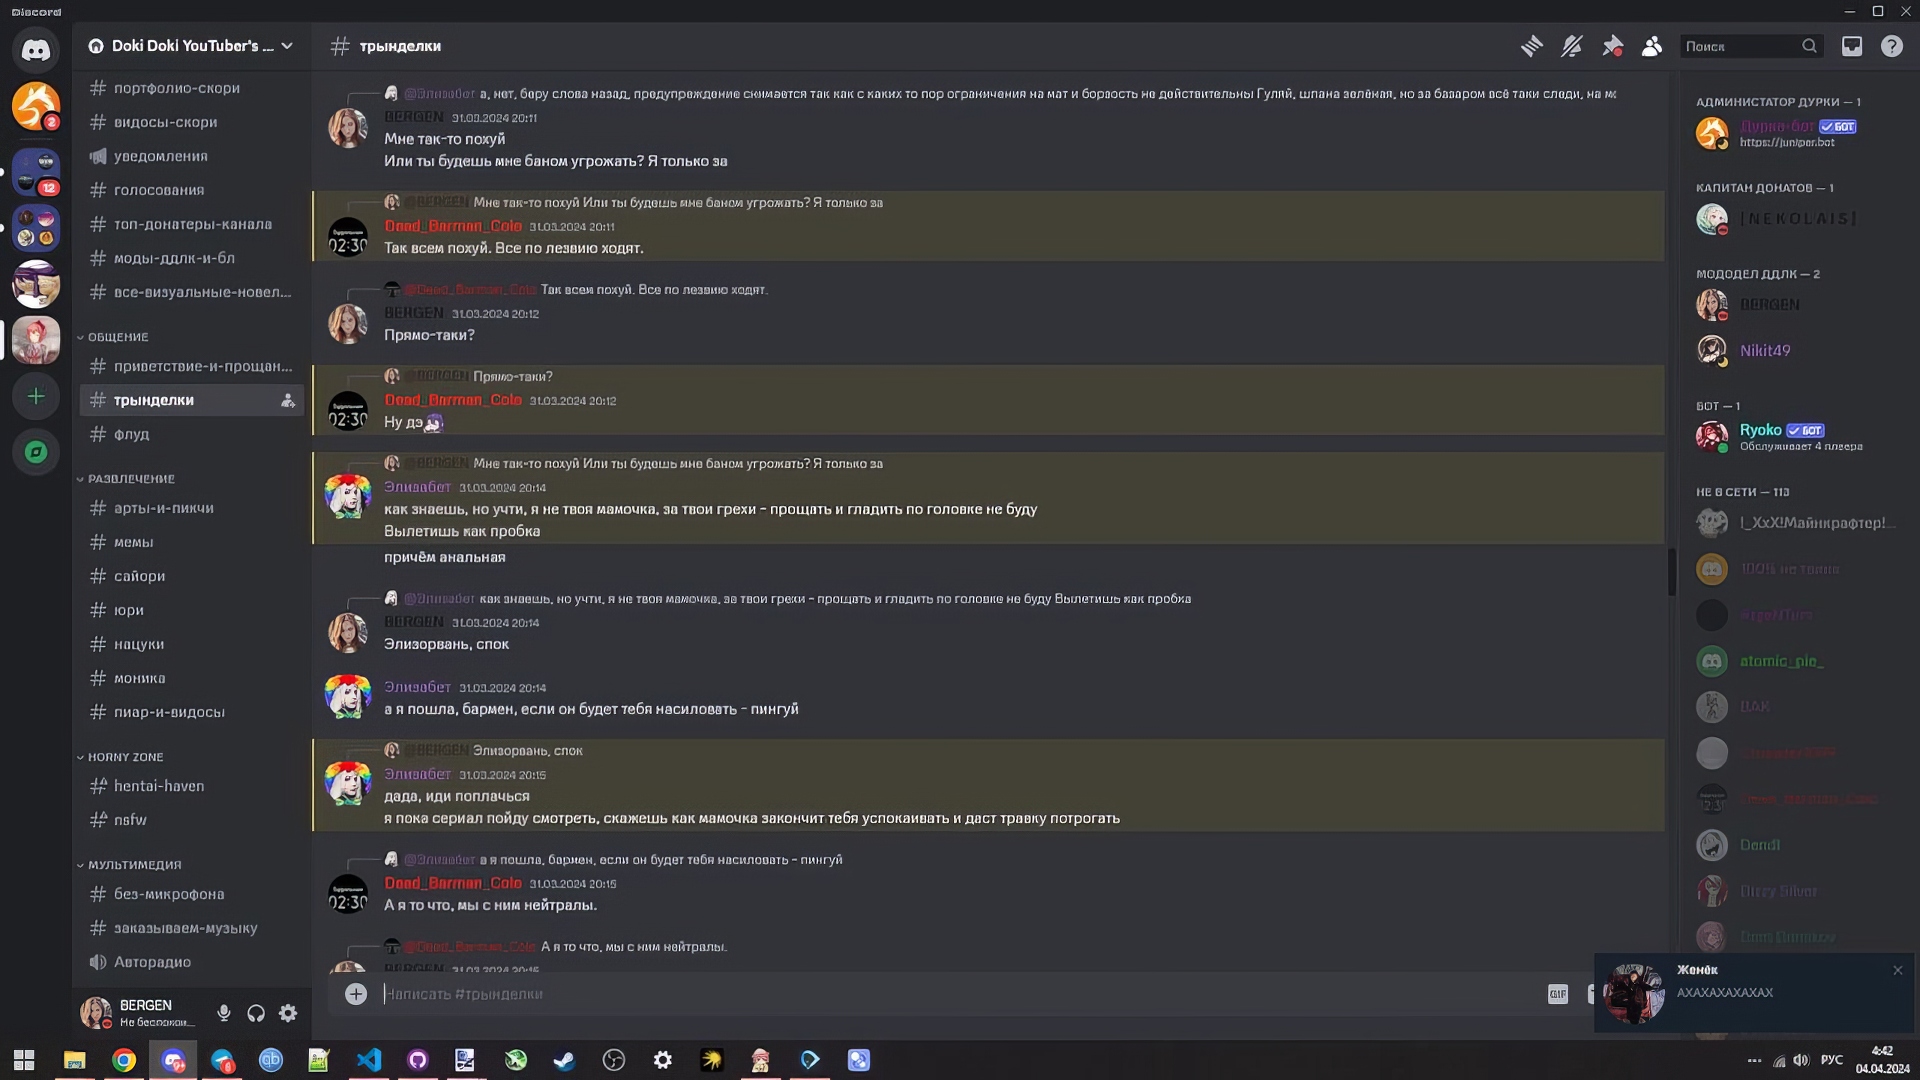 Discord
Doki Doki YouTuber's ...
портфолио-скори
видосы-скори
уведомления
голосования
топ-донатеры-канала
моды-ддлк-и-бл
все-визуальные-новел...
ОБЩЕНИЕ
приветствие-и-прощан...
трынделки
флуд
РАЗВЛЕЧЕНИЕ
арты-и-пикчи
мемы
сайори
юри
нацуки
моника
пиар-и-видосы
HORNY ZONE
hentai-haven
nsfw
МУЛЬТИМЕДИЯ
без-микрофона
заказываем-музыку
Авторадио
BERGEN
Не беспокои...
трынделки
Поиск
@Элизабет а, нет, беру слова назад, предупреждение снимается так как с каких то пор ограничения на мат и борзость не действительны Гуляй, шпана зелёная, но за базаром всё таки следи, на мо
BERGEN 31.03.2024 20:11
Мне так-то похуй
Или ты будешь мне баном угрожать? Я только за
@BERGEN Мне так-то похуй Или ты будешь мне баном угрожать? Я только за
Dead_Barman_Cola 31.03.2024 20:11
Так всем похуй. Все по лезвию ходят.
@Dead_Barman_Cola Так всем похуй. Все по лезвию ходят.
BERGEN 31.03.2024 20:12
Прямо-таки?
@BERGEN Прямо-таки?
Dead_Barman_Cola 31.03.2024 20:12
Ну дэ
@BERGEN Мне так-то похуй Или ты будешь мне баном угрожать? Я только за
Элизабет 31.03.2024 20:14
как знаешь, но учти, я не твоя мамочка, за твои грехи - прощать и гладить по головке не буду
Вылетишь как пробка
причём анальная
@Элизабет как знаешь, но учти, я не твоя мамочка, за твои грехи - прощать и гладить по головке не буду Вылетишь как пробка
BERGEN 31.03.2024 20:14
Элизорвань, спок
Элизабет 31.03.2024 20:14
а я пошла, бармен, если он будет тебя насиловать - пингуй
@BERGEN Элизорвань, спок
Элизабет 31.03.2024 20:15
дада, иди поплачься
я пока сериал пойду смотреть, скажешь как мамочка закончит тебя успокаивать и даст травку потрогать
@Элизабет а я пошла, бармен, если он будет тебя насиловать - пингуй
Dead_Barman_Cola 31.03.2024 20:15
А я то что, мы с ним нейтралы.
@Dead_Barman_Cola А я то что, мы с ним нейтралы.
BERGEN 31.03.2024
Написать #трынделки
GIF
АДМИНИСТАТОР ДУРКИ — 1
Дурка-бот БОТ
https://juniper.bot
КАПИТАН ДОНАТОВ — 1
[NEKOLAIS]
МОДОДЕЛ ДДЛК — 2
BERGEN
Nikit49
БОТ — 1
Ryoko БОТ
Обслуживает 4 плеера
НЕ В СЕТИ — 113
!_XxX!Майнкрафтер!...
atomic_pie_
Dendi
Dizzy Silver
Женёк
АХАХАХАХАХАХ
РУС
4:42
04.04.2024